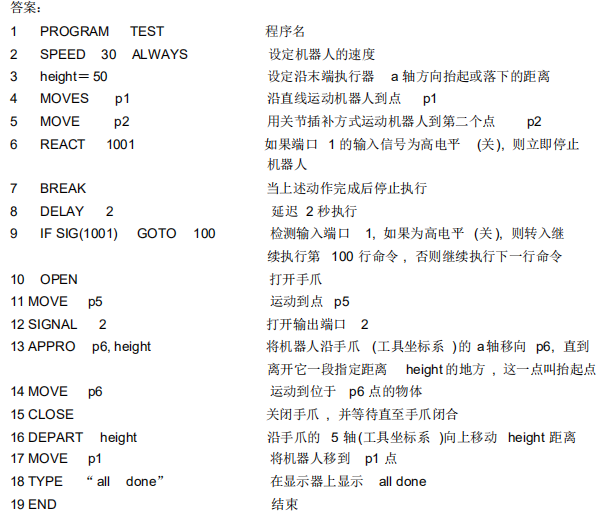 答案:
1 PROGRAM TEST 程序名
2 SPEED 30 ALWAYS 设定机器人的速度
3 height=50 设定沿末端执行器 a 轴方向抬起或落下的距离
4 MOVES p1 沿直线运动机器人到点 p1
5 MOVE p2 用关节插补方式运动机器人到第二个点 p2
6 REACT 1001 如果端口 1 的输入信号为高电平 (关), 则立即停止
机器人
7 BREAK 当上述动作完成后停止执行
8 DELAY 2 延迟 2 秒执行
9 IF SIG(1001) GOTO 100 检测输入端口 1, 如果为高电平 (关), 则转入继
续执行第 100 行命令, 否则继续执行下一行命令
10 OPEN 打开手爪
11 MOVE p5 运动到点 p5
12 SIGNAL 2 打开输出端口 2
13 APPRO p6, height 将机器人沿手爪 (工具坐标系 )的 a轴移向 p6, 直到
离开它一段指定距离 height 的地方, 这一点叫抬起点
14 MOVE p6 运动到位于 p6 点的物体
15 CLOSE 关闭手爪, 并等待直至手爪闭合
16 DEPART height 沿手爪的 5 轴(工具坐标系 )向上移动 height 距离
17 MOVE p1 将机器人移到 p1 点
18 TYPE “all done” 在显示器上显示 all done
19 END 结束